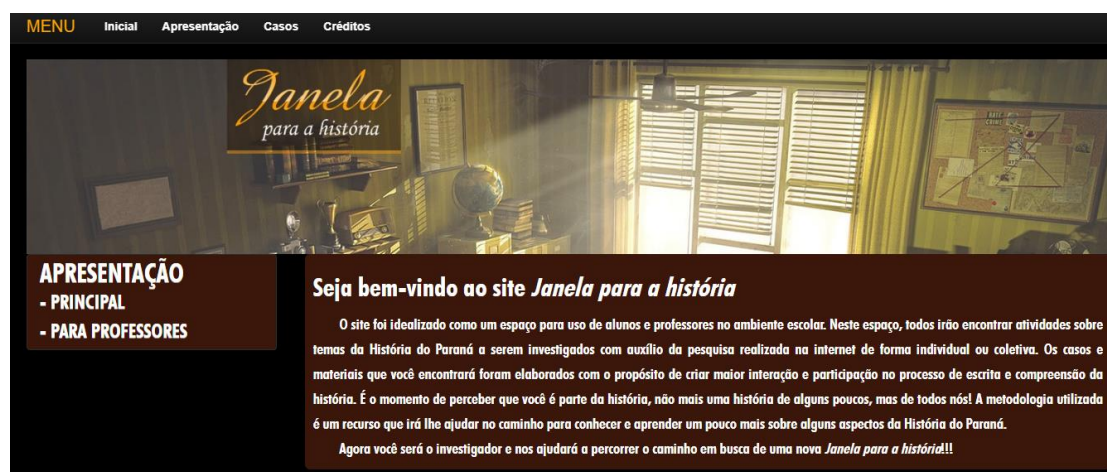 MENU Inicial Apresentação Casos Créditos
Janela
para a história
APRESENTAÇÃO
- PRINCIPAL
- PARA PROFESSORES
Seja bem-vindo ao site Janela para a história
O site foi idealizado como um espaço para uso de alunos e professores no ambiente escolar. Neste espaço, todos irão encontrar atividades sobre
temas da História do Paraná a serem investigados com auxílio da pesquisa realizada na internet de forma individual ou coletiva. Os casos e
materiais que você encontrará foram elaborados com o propósito de criar maior interação e participação no processo de escrita e compreensão da
história. É o momento de perceber que você é parte da história, não mais uma história de alguns poucos, mas de todos nós! A metodologia utilizada
é um recurso que irá lhe ajudar no caminho para conhecer e aprender um pouco mais sobre alguns aspectos da História do Paraná.
Agora você será o investigador e nos ajudará a percorrer o caminho em busca de uma nova Janela para a história!!!